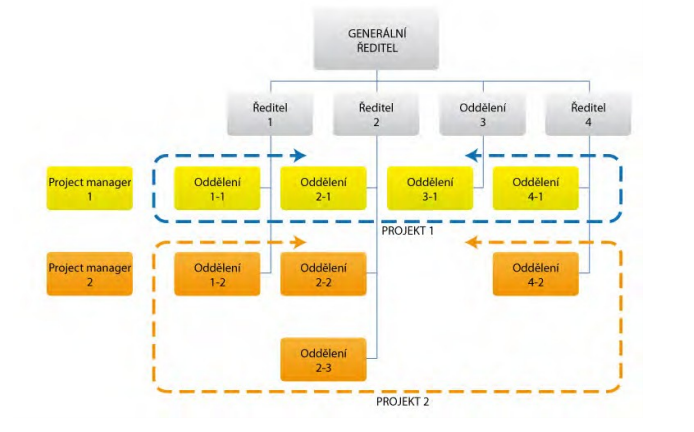 GENERÁLNÍ
ŘEDITEL
Ředitel
1
Ředitel
2
Oddělení
3
Ředitel
4
Project manager
1
Oddělení
1-1
Oddělení
2-1
Oddělení
3-1
Oddělení
4-1
PROJEKT 1
Project manager
2
Oddělení
1-2
Oddělení
2-2
Oddělení
4-2
Oddělení
2-3
PROJEKT 2